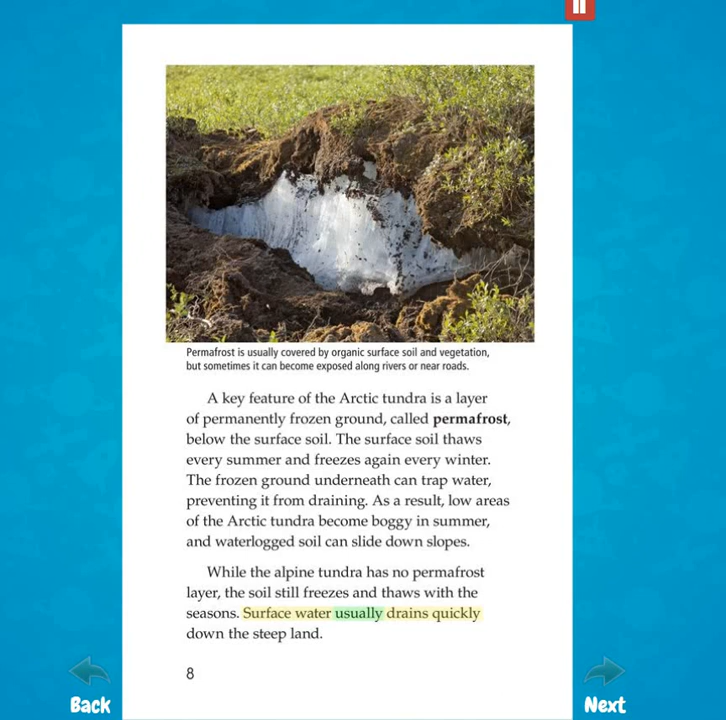 Permafrost is usually covered by organic surface soil and vegetation,
but sometimes it can become exposed along rivers or near roads.
A key feature of the Arctic tundra is a layer
of permanently frozen ground, called permafrost,
below the surface soil. The surface soil thaws
every summer and freezes again every winter.
The frozen ground underneath can trap water,
preventing it from draining. As a result, low areas
of the Arctic tundra become boggy in summer,
and waterlogged soil can slide down slopes.
While the alpine tundra has no permafrost
layer, the soil still freezes and thaws with the
seasons. Surface water usually drains quickly
down the steep land.
8
Back
Next